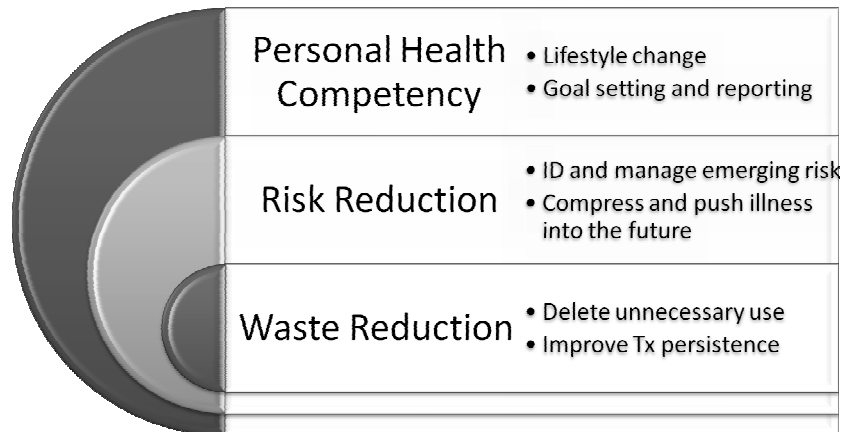 Personal Health
Competency
• Lifestyle change
• Goal setting and reporting
Risk Reduction
• ID and manage emerging risk
• Compress and push illness
into the future
Waste Reduction
• Delete unnecessary use
• Improve Tx persistence